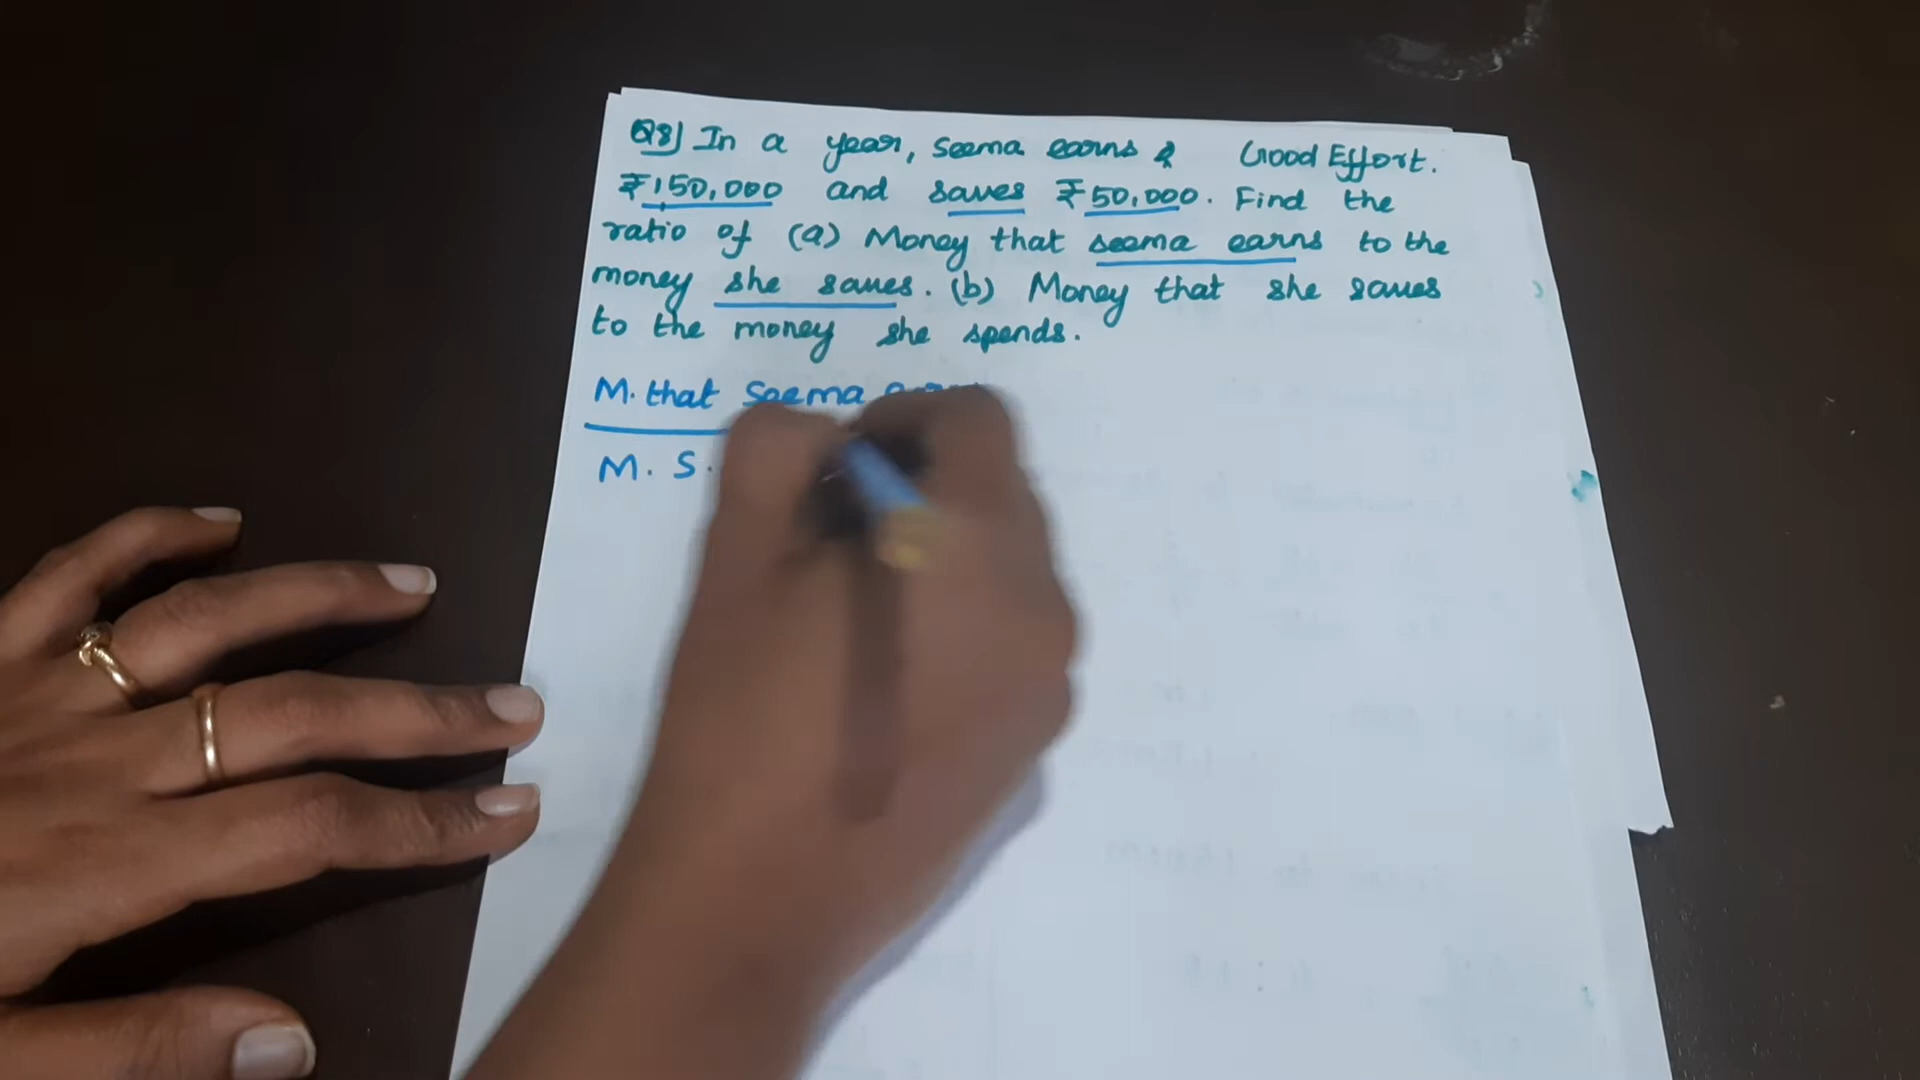 Q8) In a year, Seema earns Good Effort.
₹150,000 and saves ₹50,000. Find the
ratio of (a) Money that seema earns to the
money she saves. (b) Money that she saves
to the money she spends.
M. that Seema
M. S.